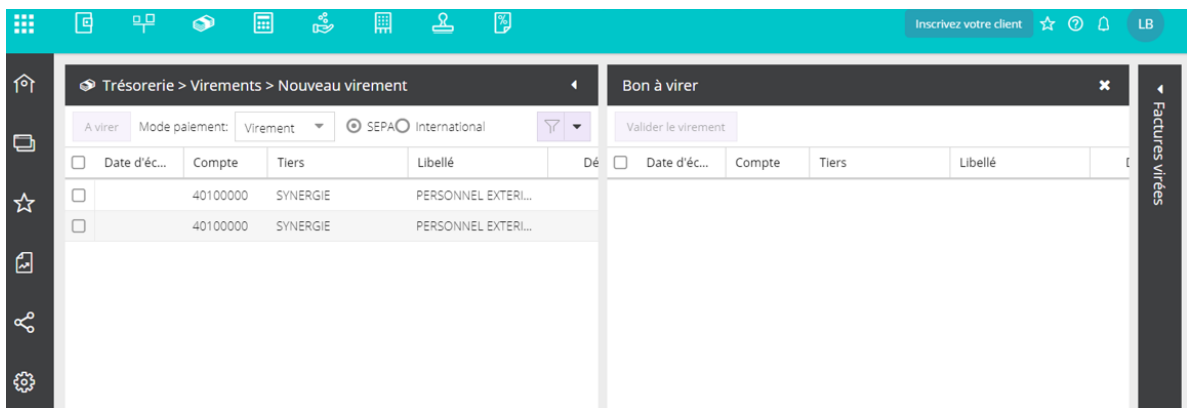 Inscrivez votre client LB
Trésorerie > Virements > Nouveau virement
A virer Mode paiement: Virement SEPA International
Date d'éc... Compte Tiers Libellé Dé
40100000 SYNERGIE PERSONNEL EXTERI...
40100000 SYNERGIE PERSONNEL EXTERI...
Bon à virer
Valider le virement
Date d'éc... Compte Tiers Libellé
Factures virées